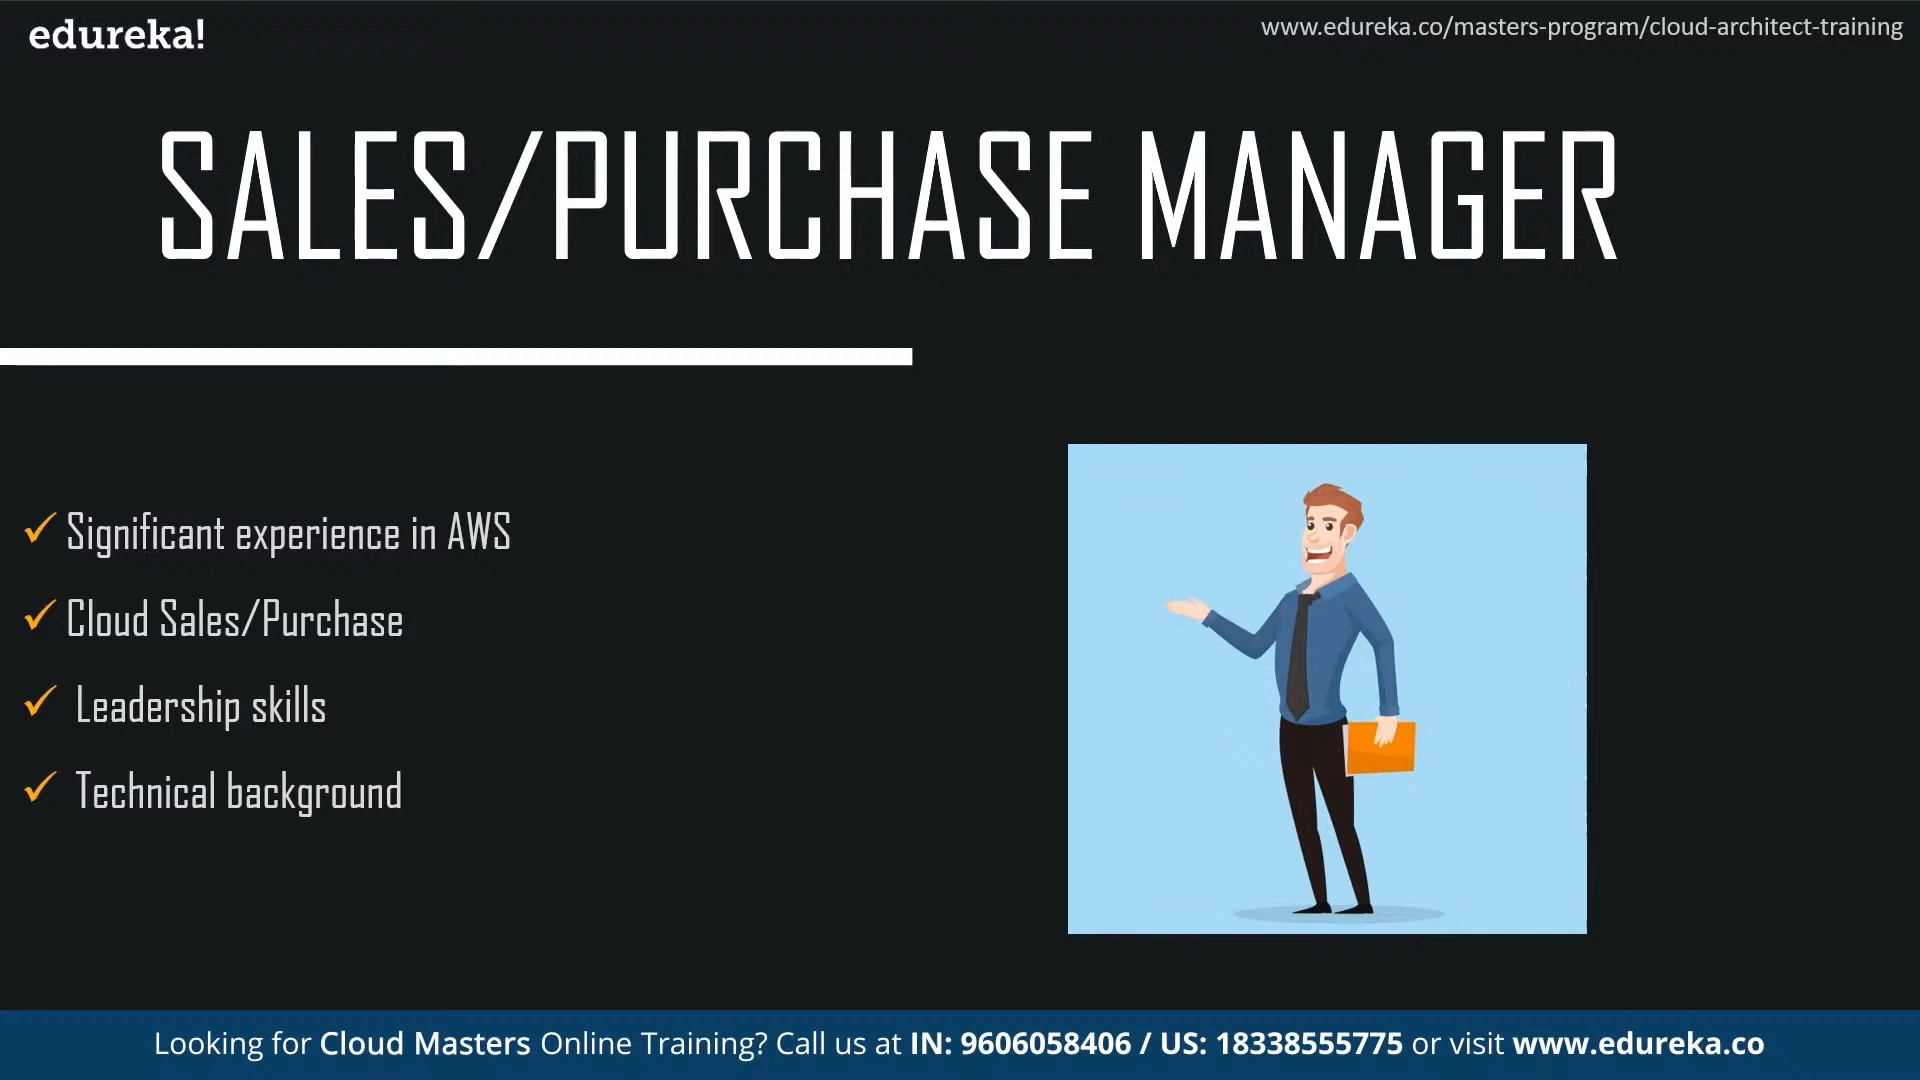 edureka!
www.edureka.co/masters-program/cloud-architect-training
SALES/PURCHASE MANAGER
Significant experience in AWS
Cloud Sales/Purchase
Leadership skills
Technical background
Looking for Cloud Masters Online Training? Call us at IN: 9606058406 / US: 18338555775 or visit www.edureka.co